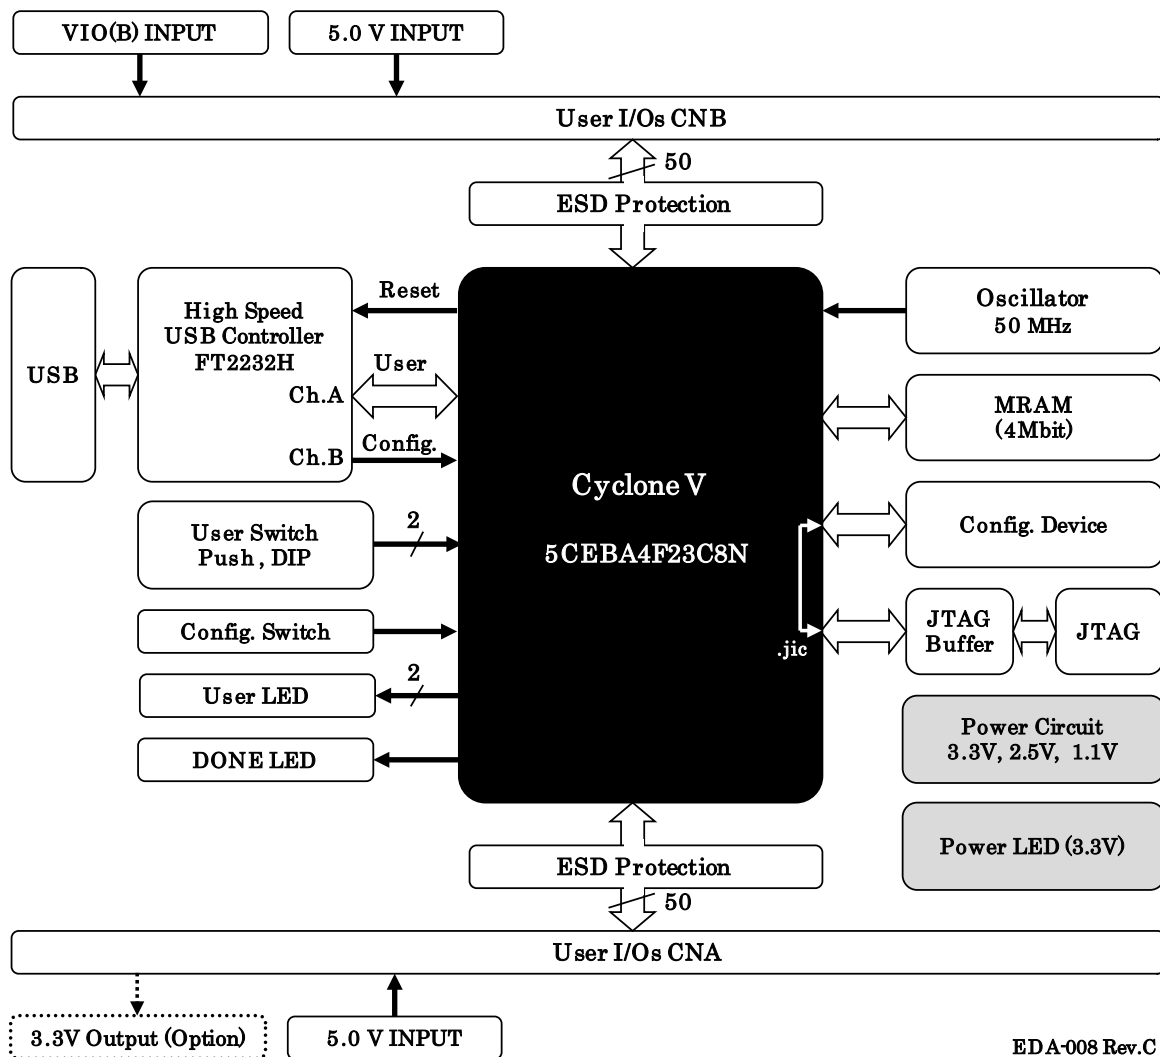 VIO(B) INPUT
5.0 V INPUT
User I/Os CNB
50
ESD Protection
USB
High Speed
USB Controller
FT2232H
Ch.A
Ch.B
Reset
User
Config.
User Switch
Push , DIP
2
Config. Switch
User LED
2
DONE LED
Cyclone V
5CEBA4F23C8N
.jic
Oscillator
50 MHz
MRAM
(4Mbit)
Config. Device
JTAG
Buffer
JTAG
Power Circuit
3.3V, 2.5V, 1.1V
Power LED (3.3V)
ESD Protection
50
User I/Os CNA
3.3V Output (Option)
5.0 V INPUT
EDA-008 Rev.C